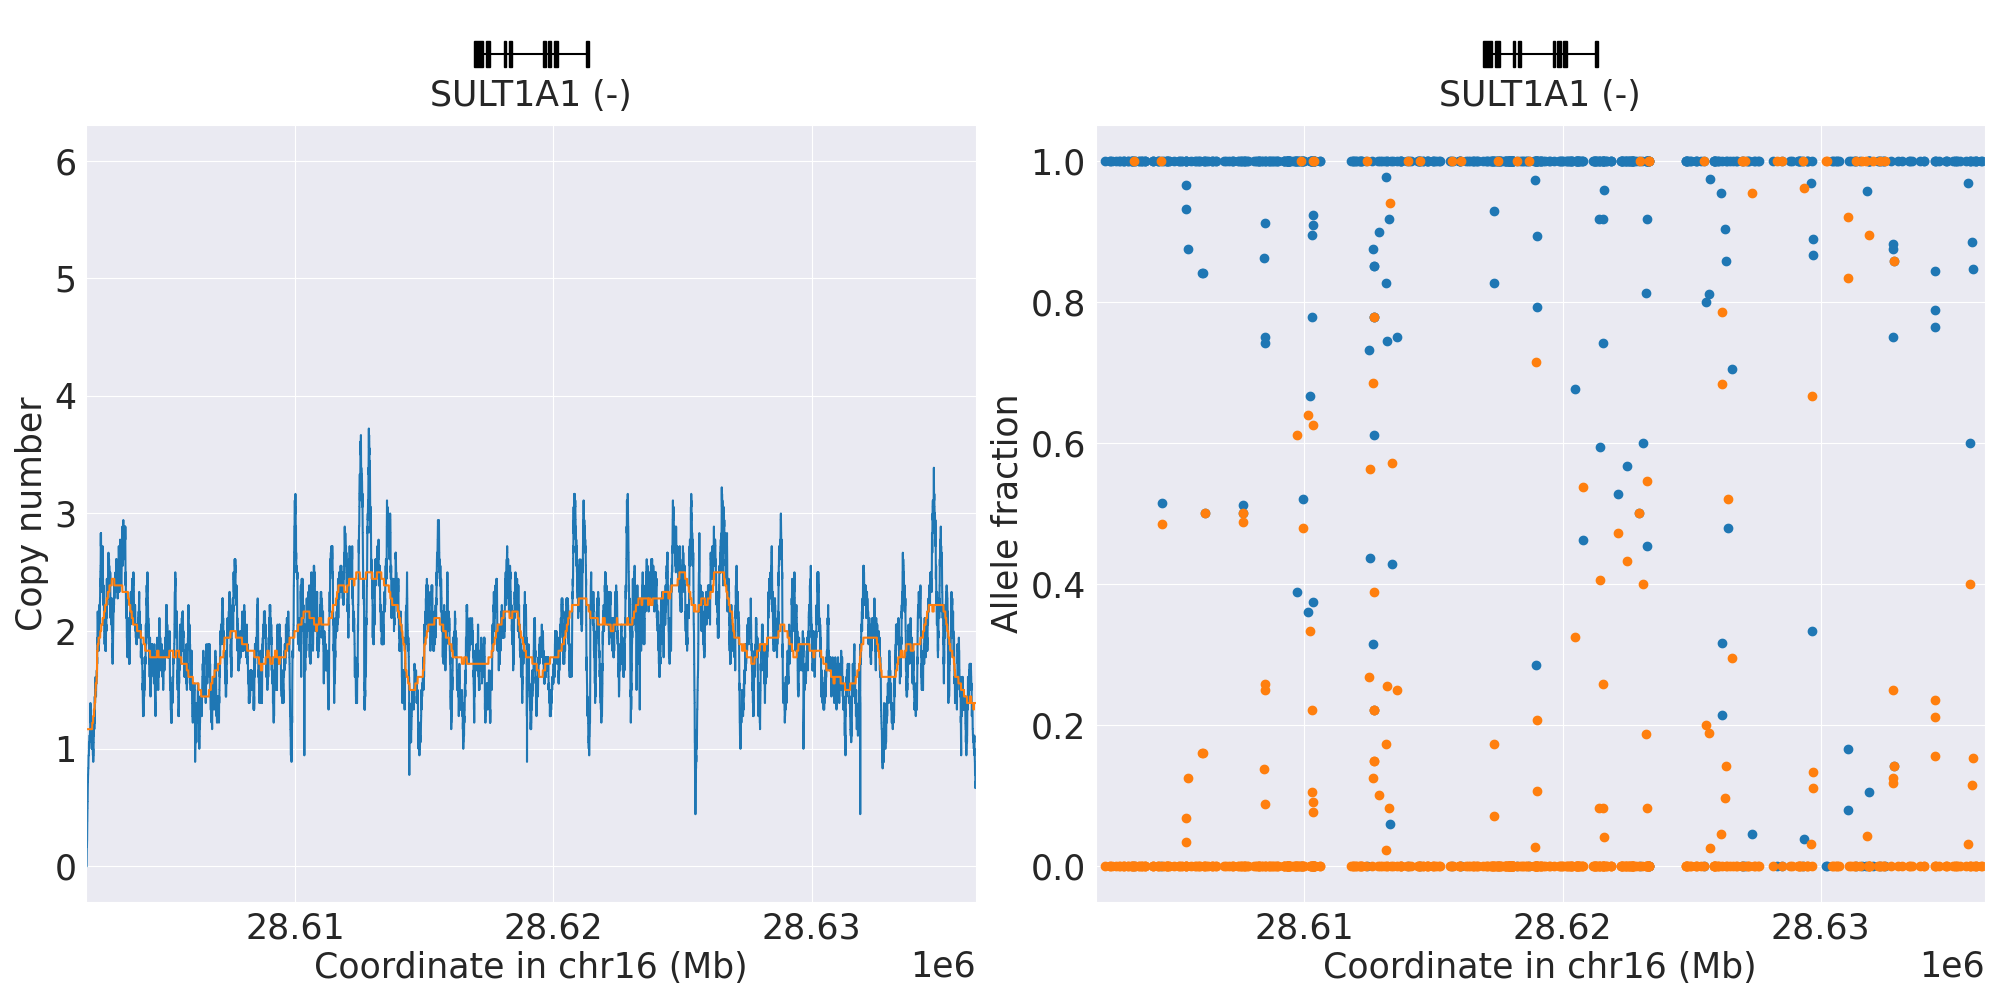 SULT1A1 (-)
6
5
4
3
2
1
0
Copy number
28.61
28.62
28.63
Coordinate in chr16 (Mb)
1e6
SULT1A1 (-)
1.0
0.8
0.6
0.4
0.2
0.0
Allele fraction
28.61
28.62
28.63
Coordinate in chr16 (Mb)
1e6